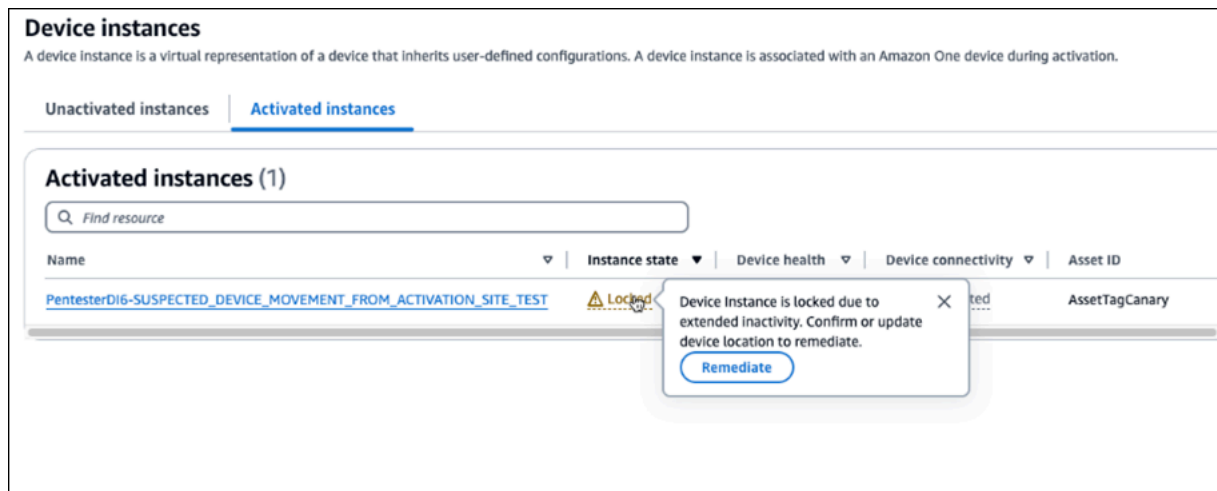 Device instances
A device instance is a virtual representation of a device that inherits user-defined configurations. A device instance is associated with an Amazon One device during activation.
Unactivated instances Activated instances
Activated instances (1)
Find resource
Name Instance state Device health Device connectivity Asset ID
PentesterDI6-SUSPECTED_DEVICE_MOVEMENT_FROM_ACTIVATION_SITE_TEST Locked ted AssetTagCanary
Device Instance is locked due to
extended inactivity. Confirm or update
device location to remediate.
Remediate